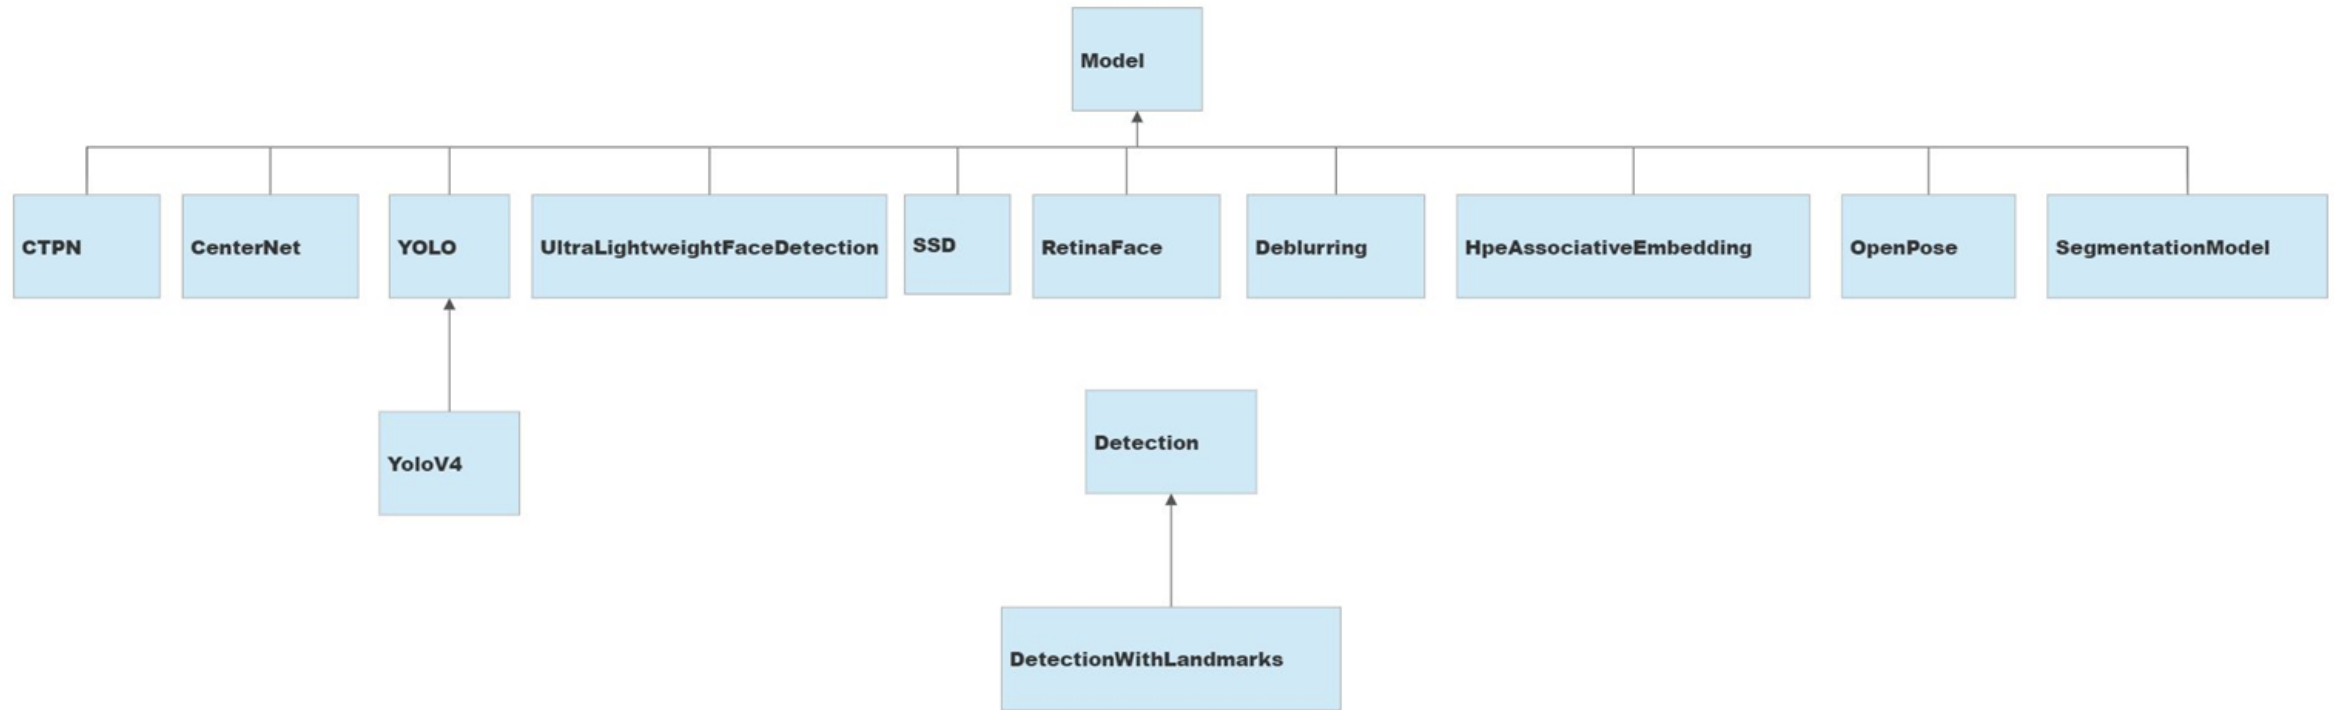 Model
CTPN
CenterNet
YOLO
UltraLightweightFaceDetection
SSD
RetinaFace
Deblurring
HpeAssociativeEmbedding
OpenPose
SegmentationModel
YoloV4
Detection
DetectionWithLandmarks